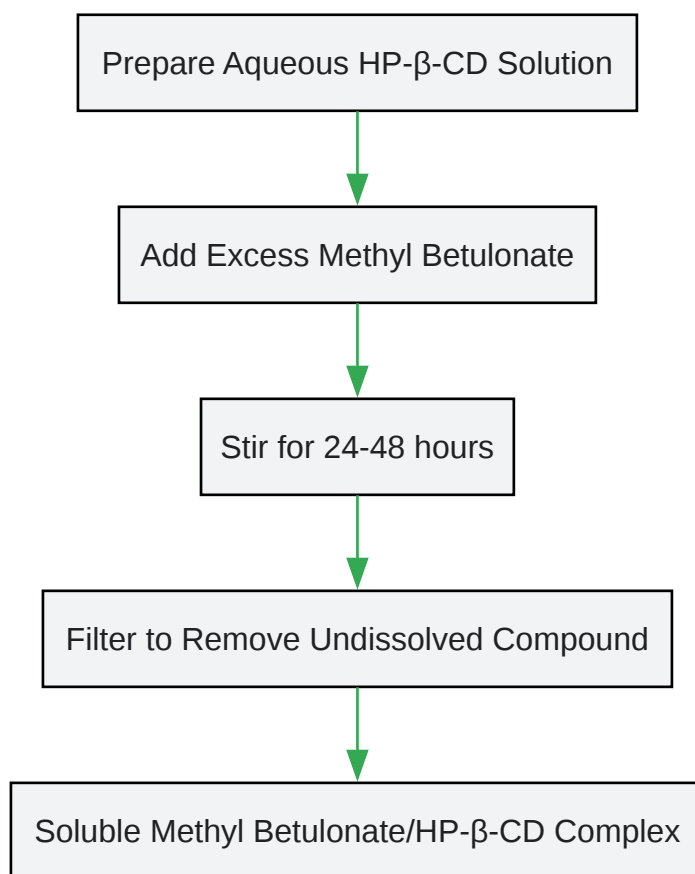 Prepare Aqueous HP-β-CD Solution
Add Excess Methyl Betulonate
Stir for 24-48 hours
Filter to Remove Undissolved Compound
Soluble Methyl Betulonate/HP-β-CD Complex